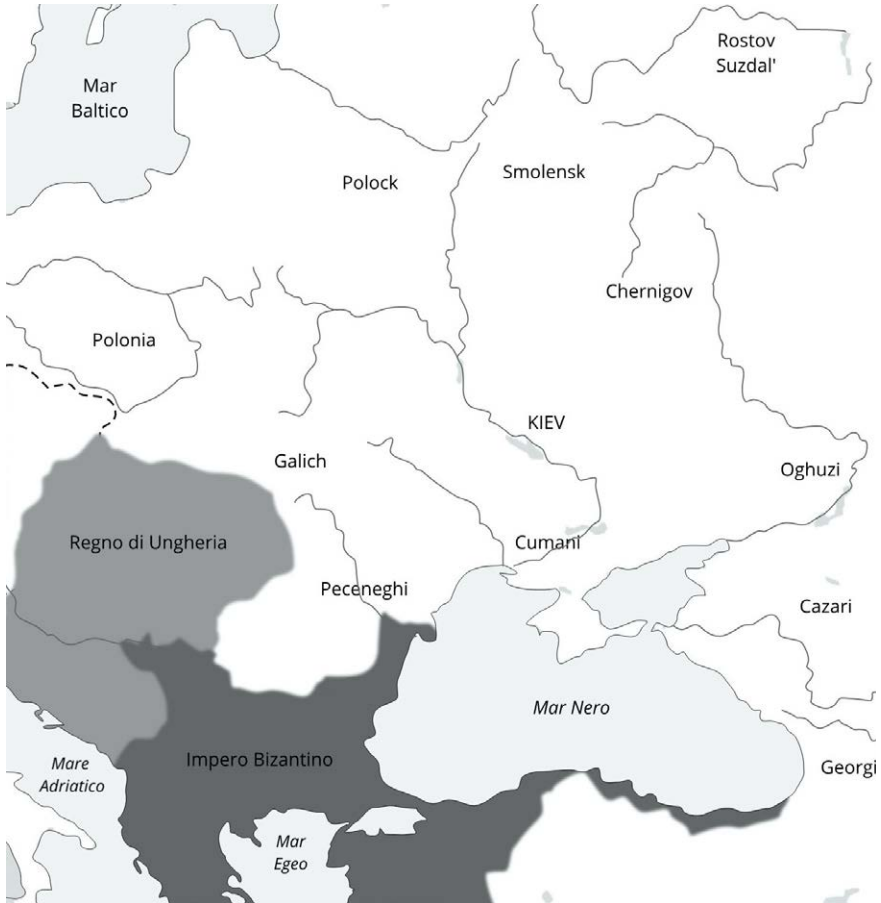 Rostov
Suzdal'
Mar
Baltico
Smolensk
Polock
Chernigov
Polonia
KIEV
Galich
Oghuzi
Regno di Ungheria
Cumani
Peceneghi
Cazari
Mar Nero
Impero Bizantino
Mare
Adriatico
Georgi
Mar
Egeo